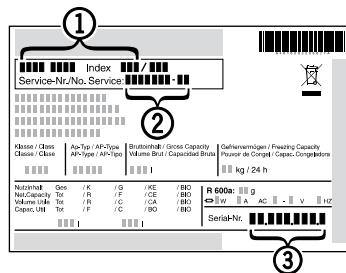 1
Index /
Service-Nr./No. Service: -
2
Klasse / Class
Classe / Clase
Ap-Typ / AP-Type
AP-Type / AP-Tipo
Bruttoinhalt / Gross Capacity
Volume Brut / Capacidad Bruta
Gefriervermögen / Freezing Capacity
Pouvoir de Congel / Capac. Congeladora
l
kg / 24 h
Nutzinhalt Ges / K / G / KE / BIO
Net.Capacity Tot / R / F / CE / BIO
Volume Utile Tot / R / C / CA / BIO
Capac, Util Tot / F / C / BO / BIO
l l
R 600a: g
W A AC - V HZ
Serial-Nr. . . .
3